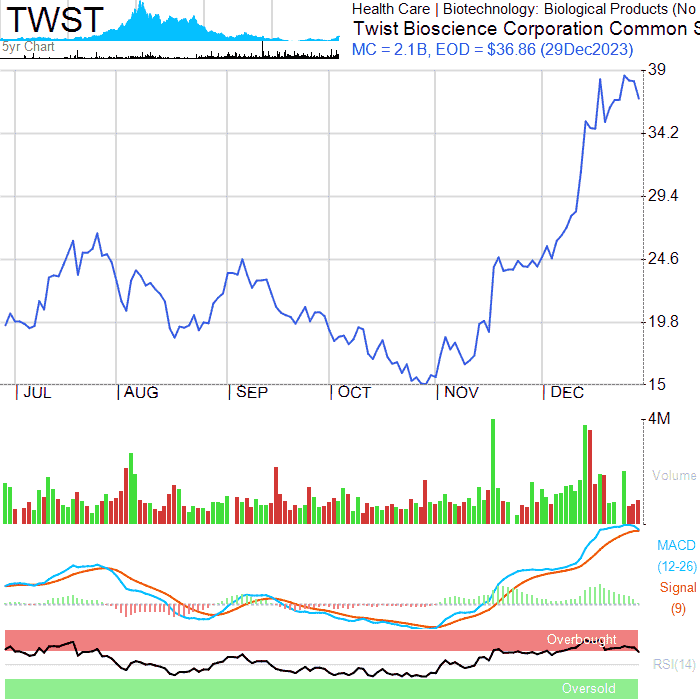 TWST
5yr Chart
Health Care | Biotechnology: Biological Products (No
Twist Bioscience Corporation Common S
MC = 2.1B, EOD = $36.86 (29Dec2023)
39
34.2
29.4
24.6
19.8
15
JUL AUG SEP OCT NOV DEC
4M
Volume
MACD
(12-26)
Signal
(9)
Overbought
RSI(14)
Oversold